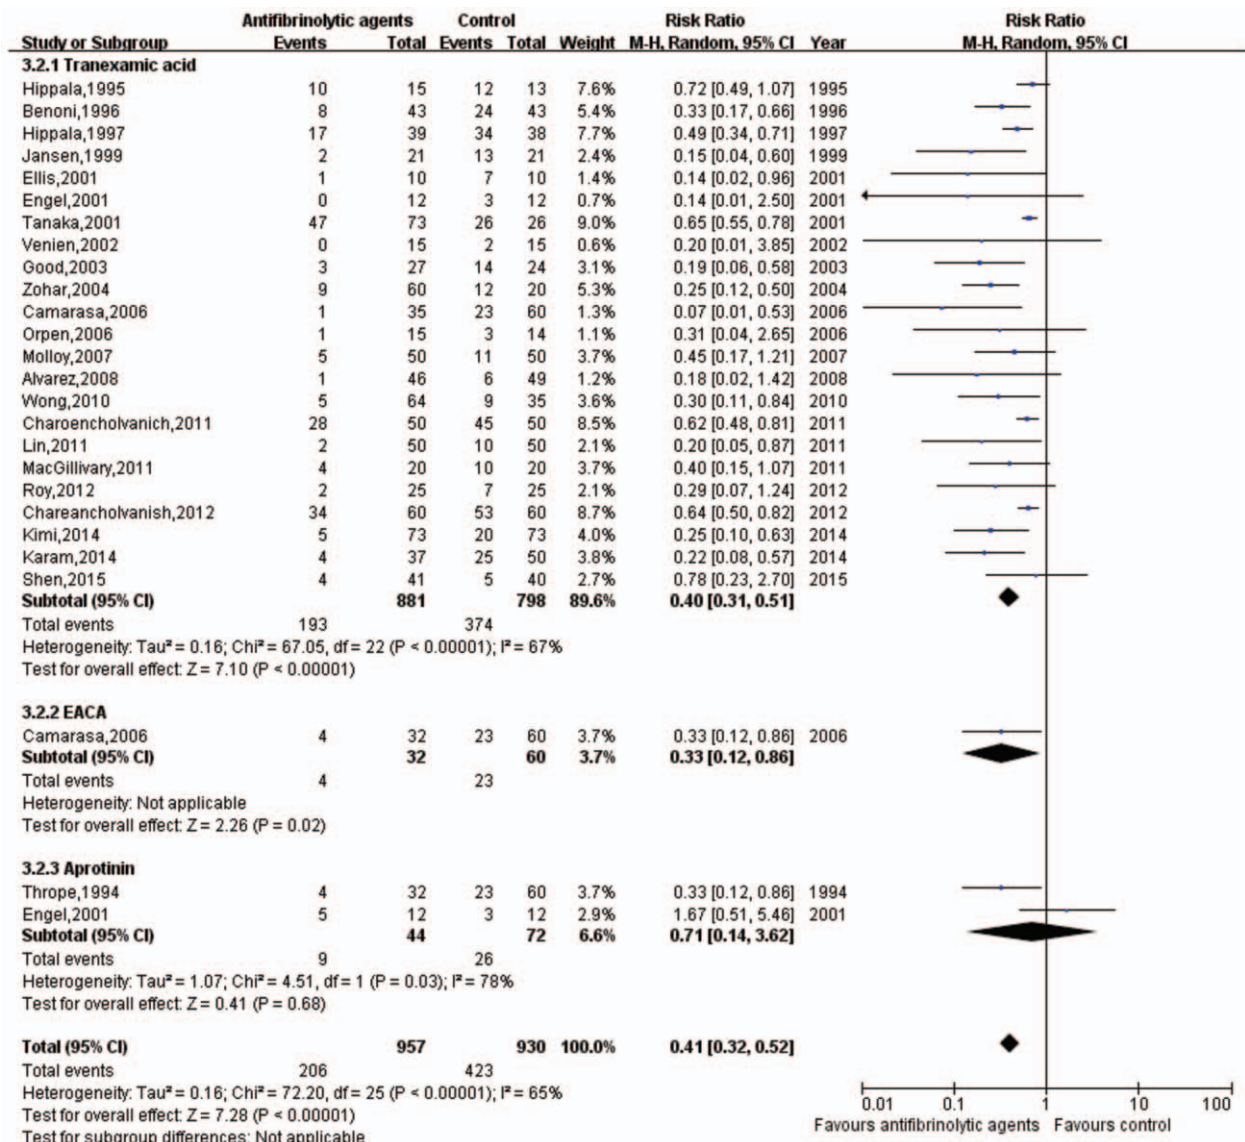 Antifibrinolytic agents Control Risk Ratio Risk Ratio
Study or Subgroup Events Total Events Total Weight M-H, Random, 95% CI Year M-H, Random, 95% CI
3.2.1 Tranexamic acid
Hippala,1995 10 15 12 13 7.6% 0.72 [0.49, 1.07] 1995
Benoni,1996 8 43 24 43 5.4% 0.33 [0.17, 0.66] 1996
Hippala,1997 17 39 34 38 7.7% 0.49 [0.34, 0.71] 1997
Jansen,1999 2 21 13 21 2.4% 0.15 [0.04, 0.60] 1999
Ellis,2001 1 10 7 10 1.4% 0.14 [0.02, 0.96] 2001
Engel,2001 0 12 3 12 0.7% 0.14 [0.01, 2.50] 2001
Tanaka,2001 47 73 26 26 9.0% 0.65 [0.55, 0.78] 2001
Venien,2002 0 15 2 15 0.6% 0.20 [0.01, 3.85] 2002
Good,2003 3 27 14 24 3.1% 0.19 [0.06, 0.58] 2003
Zohar,2004 9 60 12 20 5.3% 0.25 [0.12, 0.50] 2004
Camarasa,2006 1 35 23 60 1.3% 0.07 [0.01, 0.53] 2006
Orpen,2006 1 15 3 14 1.1% 0.31 [0.04, 2.65] 2006
Molloy,2007 5 50 11 50 3.7% 0.45 [0.17, 1.21] 2007
Alvarez,2008 1 46 6 49 1.2% 0.18 [0.02, 1.42] 2008
Wong,2010 5 64 9 35 3.6% 0.30 [0.11, 0.84] 2010
Charoencholvanich,2011 28 50 45 50 8.5% 0.62 [0.48, 0.81] 2011
Lin,2011 2 50 10 50 2.1% 0.20 [0.05, 0.87] 2011
MacGillivary,2011 4 20 10 20 3.7% 0.40 [0.15, 1.07] 2011
Roy,2012 2 25 7 25 2.1% 0.29 [0.07, 1.24] 2012
Chareancholvanish,2012 34 60 53 60 8.7% 0.64 [0.50, 0.82] 2012
Kimi,2014 5 73 20 73 4.0% 0.25 [0.10, 0.63] 2014
Karam,2014 4 37 25 50 3.8% 0.22 [0.08, 0.57] 2014
Shen,2015 4 41 5 40 2.7% 0.78 [0.23, 2.70] 2015
Subtotal (95% CI) 881 798 89.6% 0.40 [0.31, 0.51]
Total events 193 374
Heterogeneity: Tau² = 0.16; Chi² = 67.05, df = 22 (P < 0.00001); I² = 67%
Test for overall effect: Z = 7.10 (P < 0.00001)
3.2.2 EACA
Camarasa,2006 4 32 23 60 3.7% 0.33 [0.12, 0.86] 2006
Subtotal (95% CI) 32 60 3.7% 0.33 [0.12, 0.86]
Total events 4 23
Heterogeneity: Not applicable
Test for overall effect: Z = 2.26 (P = 0.02)
3.2.3 Aprotinin
Thrope,1994 4 32 23 60 3.7% 0.33 [0.12, 0.86] 1994
Engel,2001 5 12 3 12 2.9% 1.67 [0.51, 5.46] 2001
Subtotal (95% CI) 44 72 6.6% 0.71 [0.14, 3.62]
Total events 9 26
Heterogeneity: Tau² = 1.07; Chi² = 4.51, df = 1 (P = 0.03); I² = 78%
Test for overall effect: Z = 0.41 (P = 0.68)
Total (95% CI) 957 930 100.0% 0.41 [0.32, 0.52]
Total events 206 423
Heterogeneity: Tau² = 0.16; Chi² = 72.20, df = 25 (P < 0.00001); I² = 65%
Test for overall effect: Z = 7.28 (P < 0.00001)
Test for subgroup differences: Not applicable
0.01 0.1 1 10 100
Favours antifibrinolytic agents Favours control